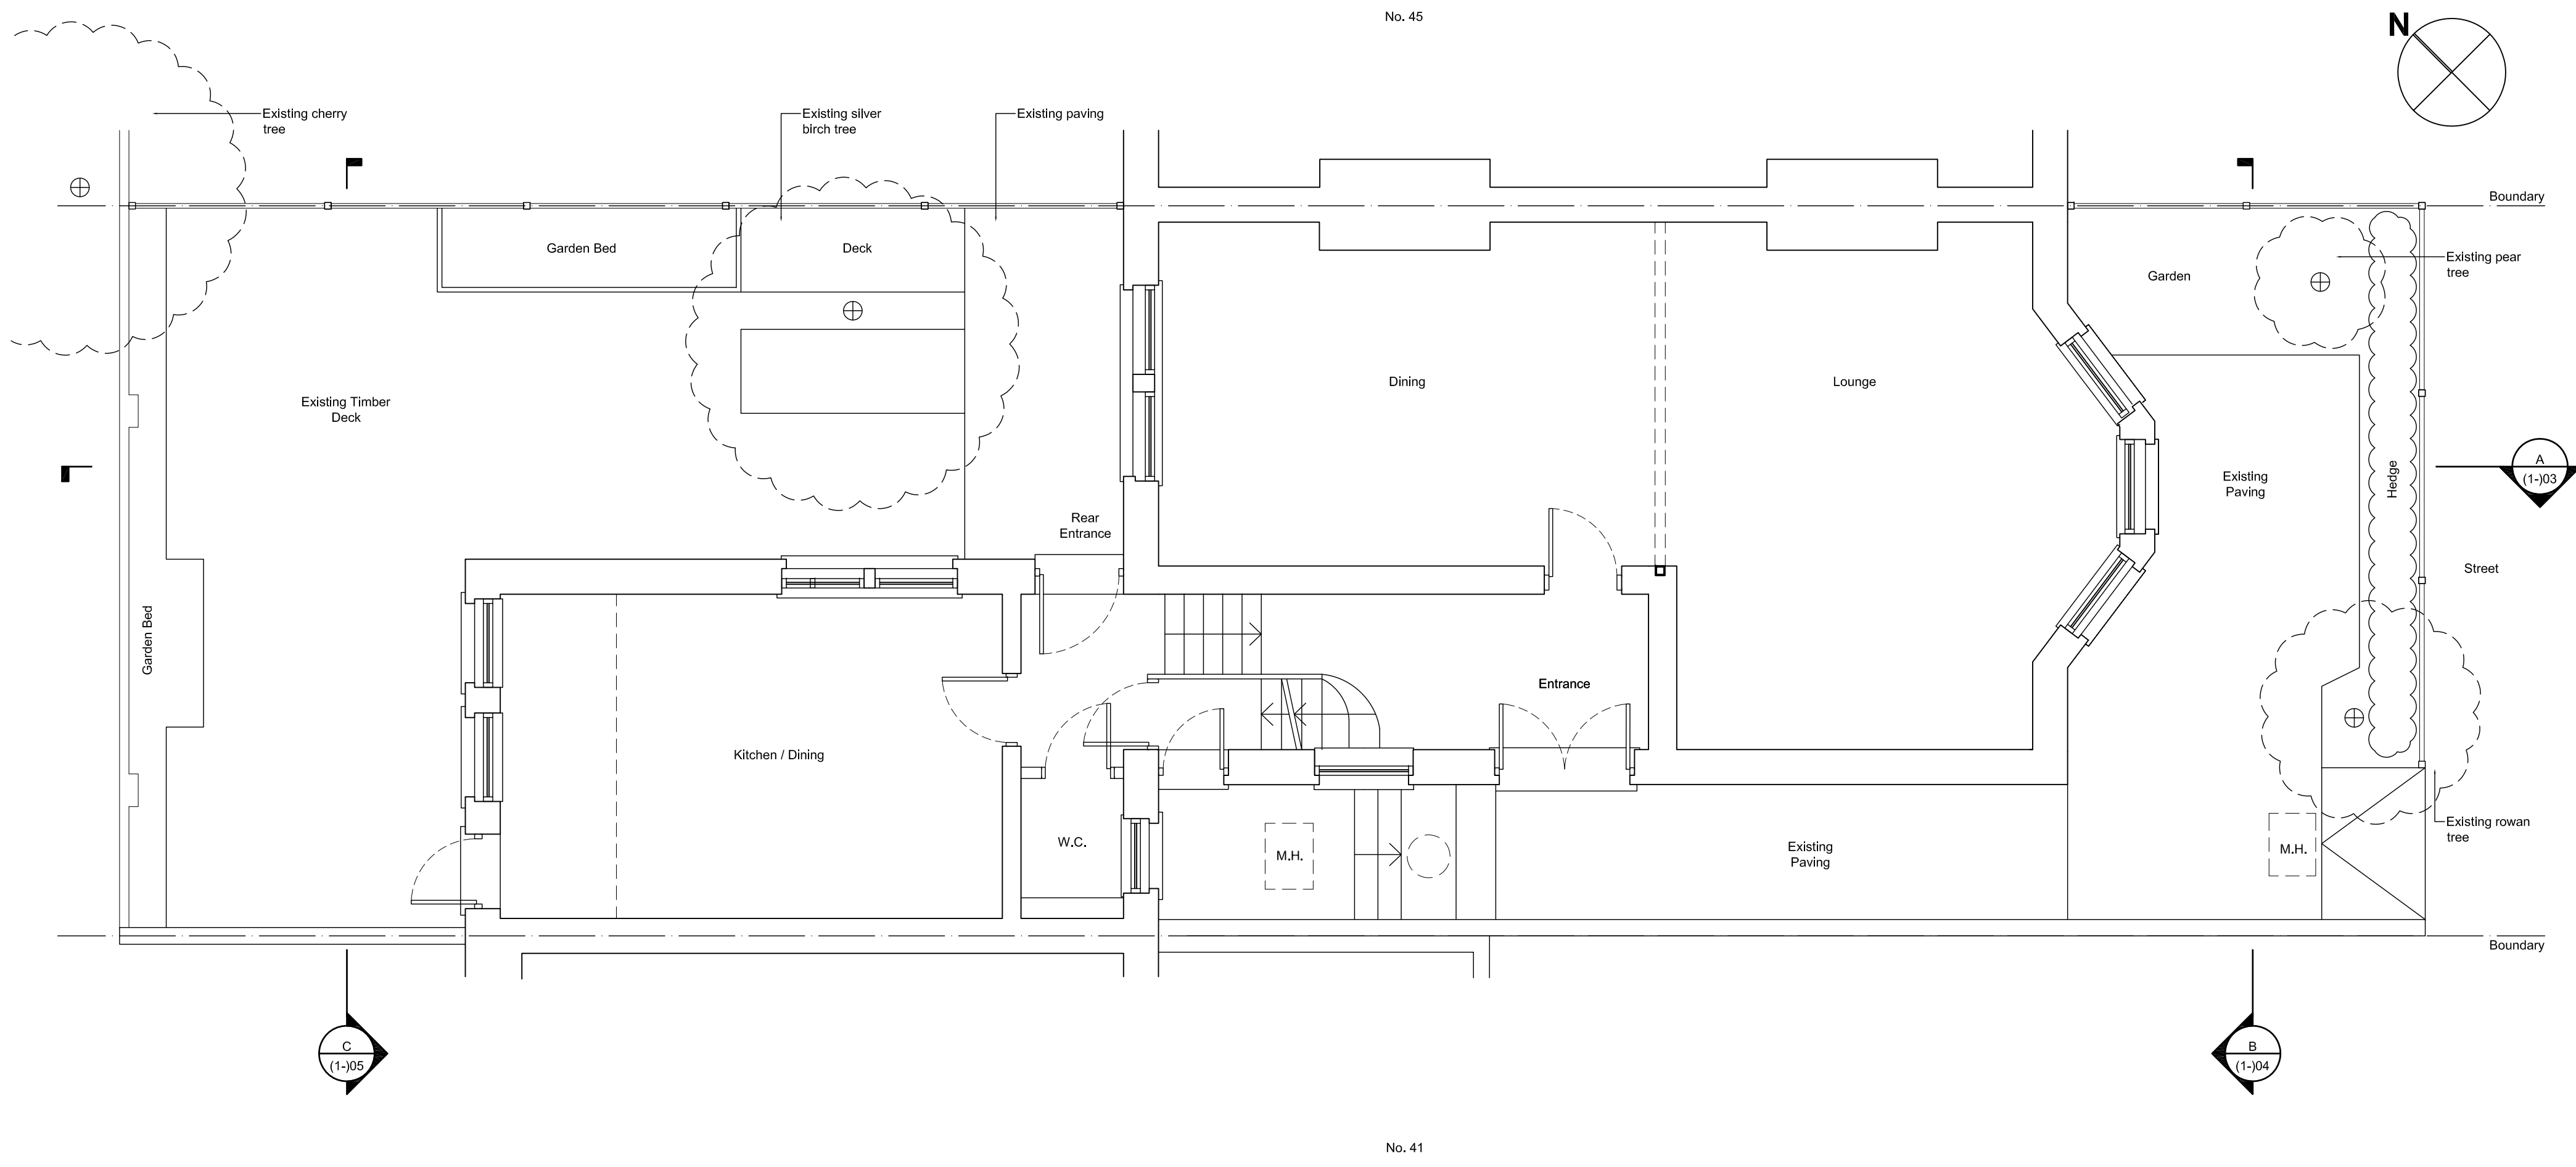 No. 45
N
Existing cherry
tree
Existing silver
birch tree
Existing paving
Boundary
Garden Bed
Deck
Garden
Existing pear
tree
Existing Timber
Deck
Dining
Lounge
Existing
Paving
Hedge
A
(1-)03
Rear
Entrance
Street
Garden Bed
Entrance
Kitchen / Dining
W.C.
M.H.
Existing
Paving
M.H.
Existing rowan
tree
Boundary
C
(1-)05
B
(1-)04
No. 41